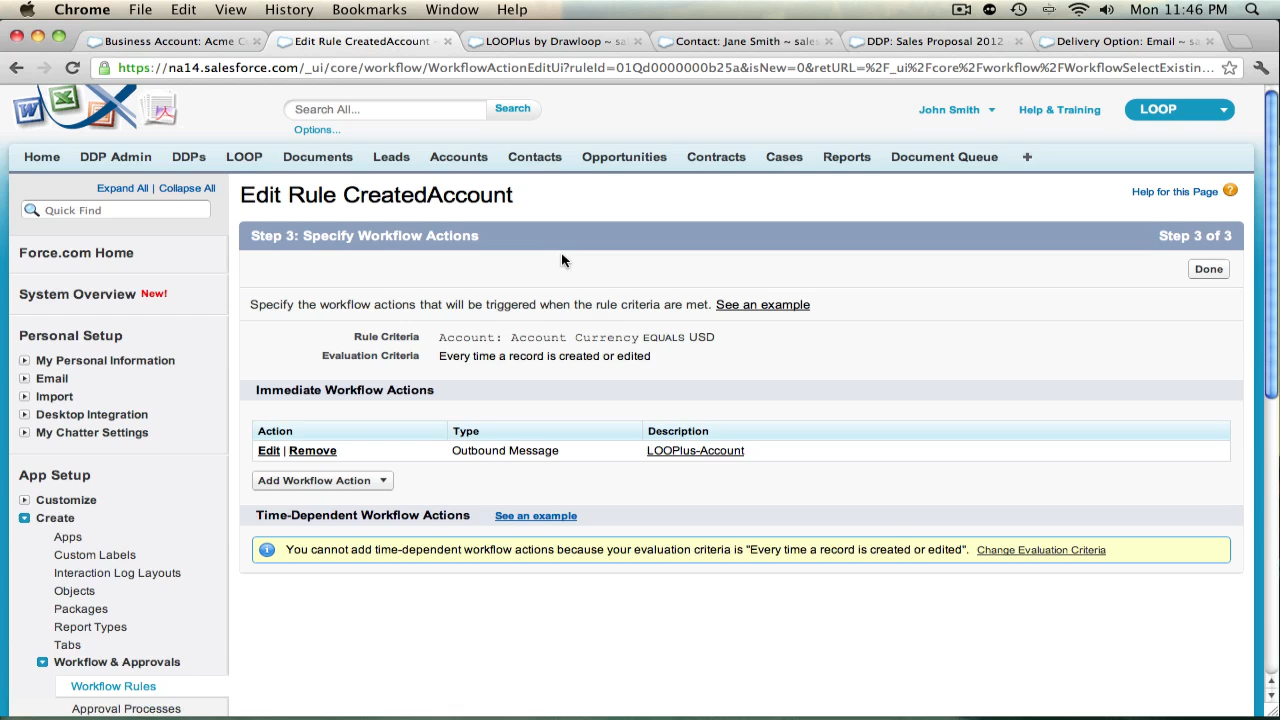 Chrome File Edit View History Bookmarks Window Help Mon 11:46 PM
Business Account: Acme C Edit Rule CreatedAccount LOOPlus by Drawloop ~ sa Contact: Jane Smith ~ sales DDP: Sales Proposal 2012 Delivery Option: Email ~ sa
https://na14.salesforce.com/_ui/core/workflow/WorkflowActionEditUi?ruleId=01Qd0000000b25a&isNew=0&retURL=%2F_ui%2Fcore%2Fworkflow%2FWorkflowSelectExistin...
Search All... Search
Options...
John Smith Help & Training LOOP
Home DDP Admin DDPs LOOP Documents Leads Accounts Contacts Opportunities Contracts Cases Reports Document Queue +
Expand All | Collapse All
Quick Find
Force.com Home
System Overview New!
Personal Setup
My Personal Information
Email
Import
Desktop Integration
My Chatter Settings
App Setup
Customize
Create
Apps
Custom Labels
Interaction Log Layouts
Objects
Packages
Report Types
Tabs
Workflow & Approvals
Workflow Rules
Approval Processes
Edit Rule CreatedAccount
Help for this Page ?
Step 3: Specify Workflow Actions Step 3 of 3
Done
Specify the workflow actions that will be triggered when the rule criteria are met. See an example
Rule Criteria Account: Account Currency EQUALS USD
Evaluation Criteria Every time a record is created or edited
Immediate Workflow Actions
Action Type Description
Edit | Remove Outbound Message LOOPlus-Account
Add Workflow Action
Time-Dependent Workflow Actions See an example
You cannot add time-dependent workflow actions because your evaluation criteria is "Every time a record is created or edited". Change Evaluation Criteria